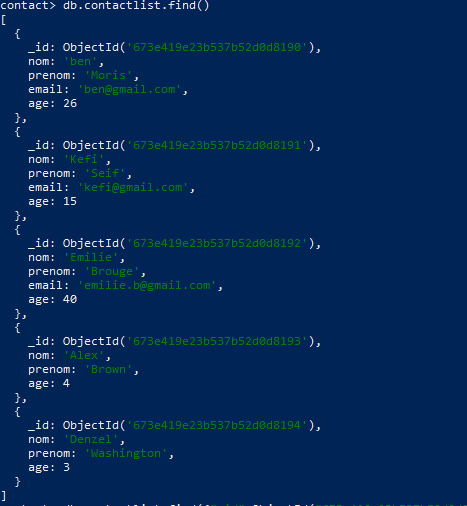 contact> db.contactlist.find()
[
  {
    _id: ObjectId('673e419e23b537b52d0d8190'),
    nom: 'ben',
    prenom: 'Moris',
    email: 'ben@gmail.com',
    age: 26
  },
  {
    _id: ObjectId('673e419e23b537b52d0d8191'),
    nom: 'Kefi',
    prenom: 'Seif',
    email: 'kefi@gmail.com',
    age: 15
  },
  {
    _id: ObjectId('673e419e23b537b52d0d8192'),
    nom: 'Emilie',
    prenom: 'Brouge',
    email: 'emilie.b@gmail.com',
    age: 40
  },
  {
    _id: ObjectId('673e419e23b537b52d0d8193'),
    nom: 'Alex',
    prenom: 'Brown',
    age: 4
  },
  {
    _id: ObjectId('673e419e23b537b52d0d8194'),
    nom: 'Denzel',
    prenom: 'Washington',
    age: 3
  }
]